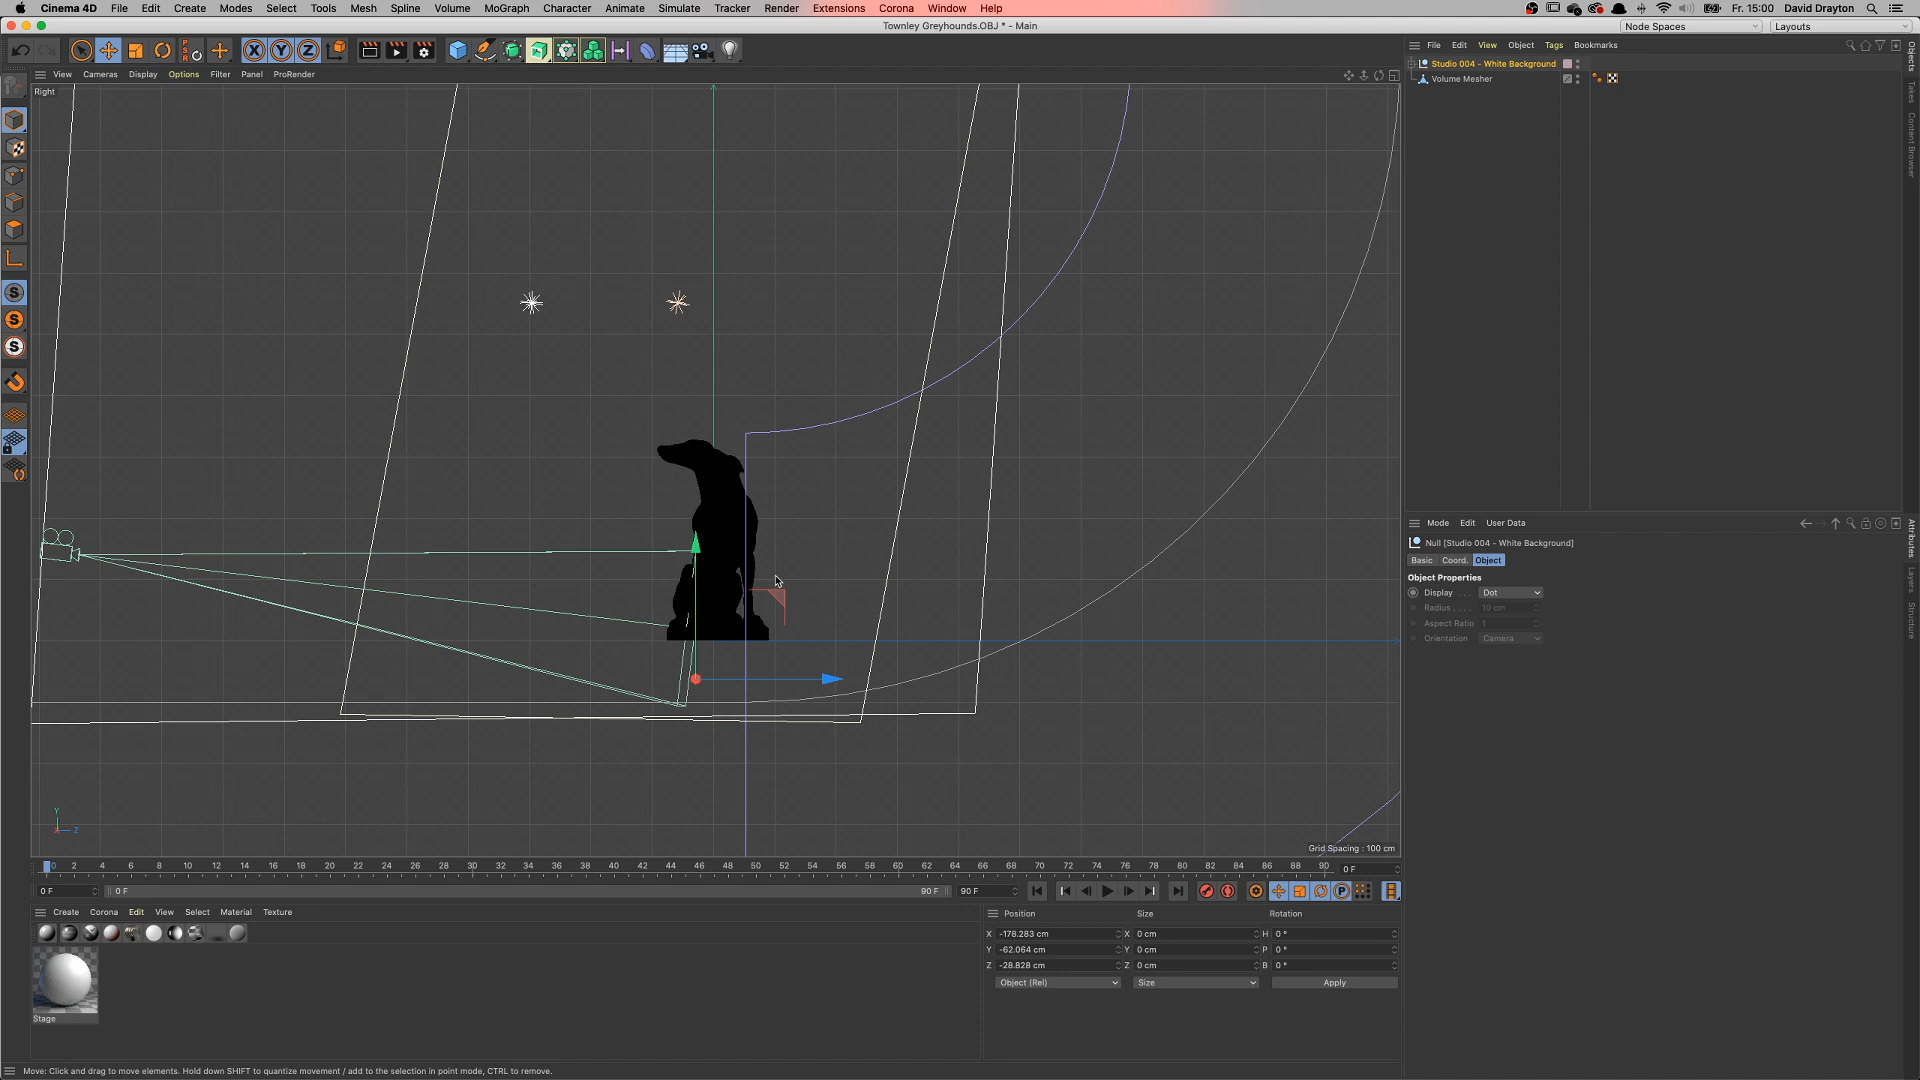 Cinema 4D File Edit Create Modes Select Tools Mesh Spline Volume MoGraph Character Animate Simulate Tracker Render Extensions Corona Window Help Fr. 15:00 David Drayton
Townley Greyhounds.OBJ * - Main
Node Spaces Layouts
PSR
X Y Z
File Edit View Object Tags Bookmarks
View Cameras Display Options Filter Panel ProRender
Studio 004 - White Background
Volume Mesher
Right
Objects
Takes
Content Browser
S
S
S
Mode Edit User Data
Null [Studio 004 - White Background]
Basic Coord. Object
Object Properties
Display . . . Dot
Radius . . . . 10 cm
Aspect Ratio 1
Orientation Camera
Attributes
Layers
Structure
Y
X Z
Grid Spacing : 100 cm
0 2 4 6 8 10 12 14 16 18 20 22 24 26 28 30 32 34 36 38 40 42 44 46 48 50 52 54 56 58 60 62 64 66 68 70 72 74 76 78 80 82 84 86 88 90 0 F
0 F 0 F 90 F 90 F P
Create Corona Edit View Select Material Texture
Stage
Position Size Rotation
X -178.283 cm X 0 cm H 0 °
Y -62.064 cm Y 0 cm P 0 °
Z -28.828 cm Z 0 cm B 0 °
Object (Rel) Size Apply
Move: Click and drag to move elements. Hold down SHIFT to quantize movement / add to the selection in point mode, CTRL to remove.